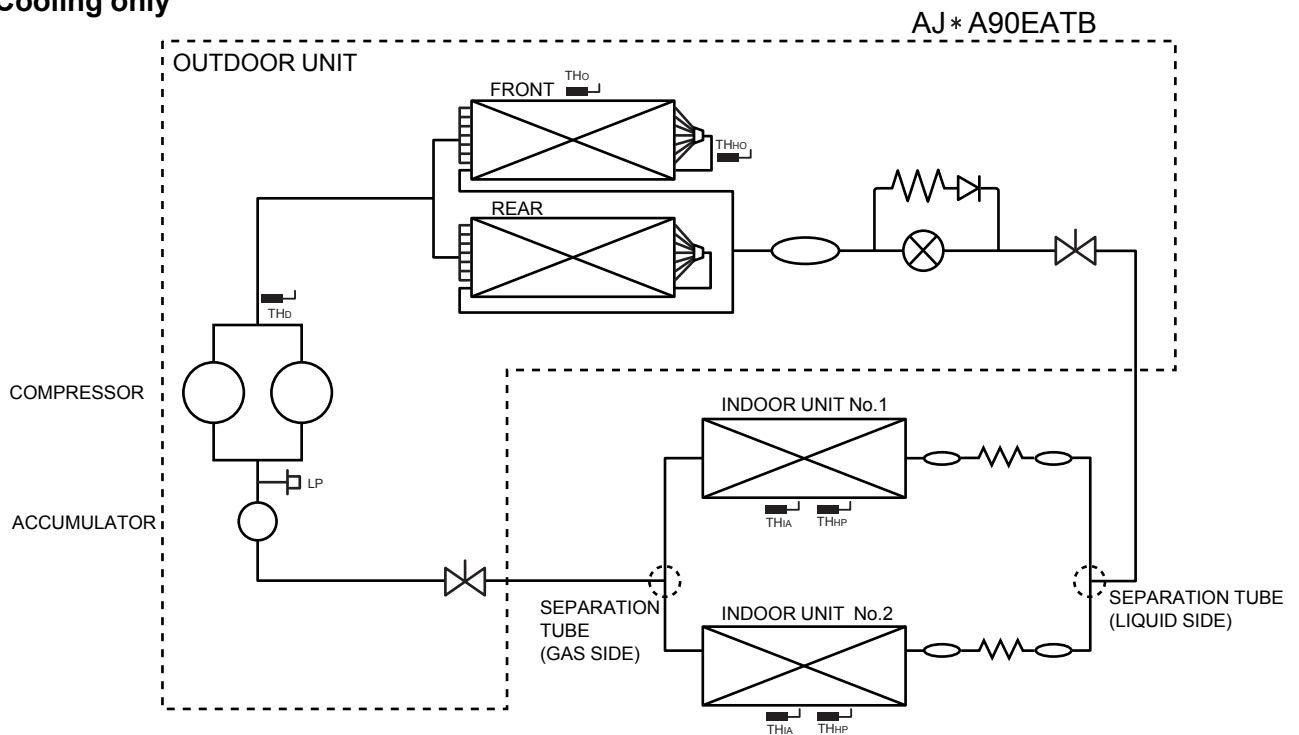 Cooling only
AJ＊A90EATB
OUTDOOR UNIT
FRONT
THO
THHO
REAR
THD
COMPRESSOR
LP
ACCUMULATOR
INDOOR UNIT No.1
THIA
THHP
SEPARATION
TUBE
(GAS SIDE)
SEPARATION TUBE
(LIQUID SIDE)
INDOOR UNIT No.2
THIA
THHP